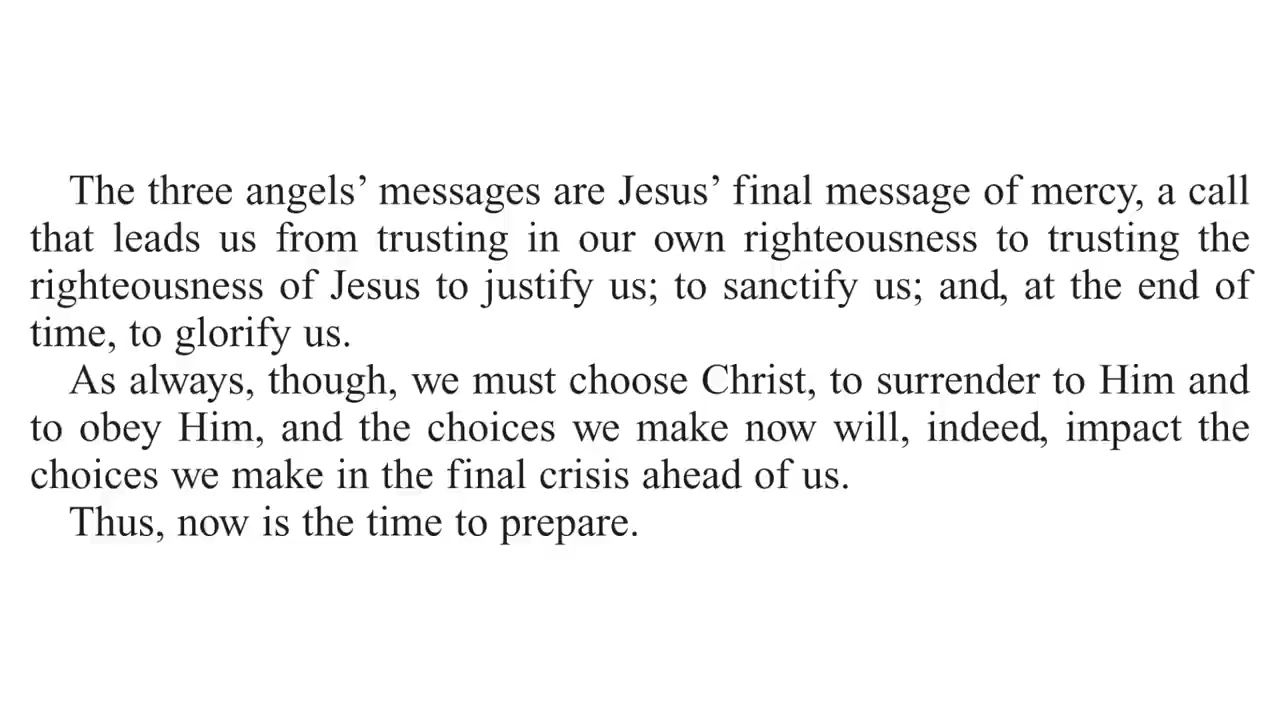 The three angels’ messages are Jesus’ final message of mercy, a call
that leads us from trusting in our own righteousness to trusting the
righteousness of Jesus to justify us; to sanctify us; and, at the end of
time, to glorify us.
As always, though, we must choose Christ, to surrender to Him and
to obey Him, and the choices we make now will, indeed, impact the
choices we make in the final crisis ahead of us.
Thus, now is the time to prepare.